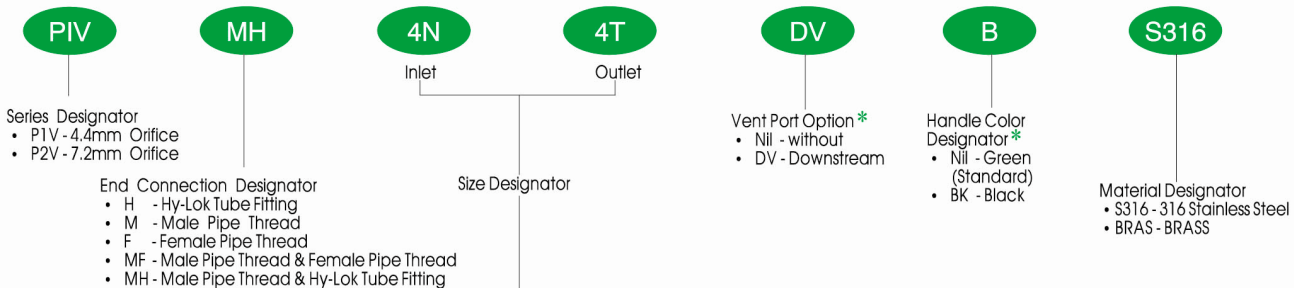 PIV MH 4N 4T DV B S316
Inlet Outlet
Series Designator
• P1V - 4.4mm Orifice
• P2V - 7.2mm Orifice
End Connection Designator
• H - Hy-Lok Tube Fitting
• M - Male Pipe Thread
• F - Female Pipe Thread
• MF - Male Pipe Thread & Female Pipe Thread
• MH - Male Pipe Thread & Hy-Lok Tube Fitting
Size Designator
Vent Port Option *
• Nil - without
• DV - Downstream
Handle Color
Designator *
• Nil - Green
(Standard)
• BK - Black
Material Designator
• S316 - 316 Stainless Steel
• BRAS - BRASS